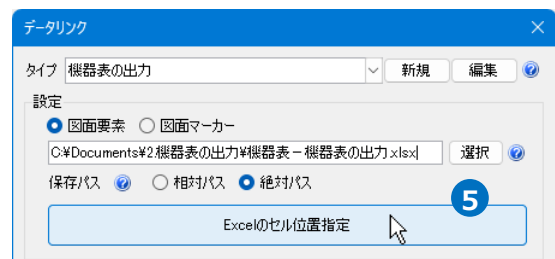 データリンク
タイプ 機器表の出力 新規 編集
設定
図面要素 図面マーカー
C:¥Documents¥2.機器表の出力¥機器表－機器表の出力.xlsx 選択
保存パス 相対パス 絶対パス
5
Excelのセル位置指定